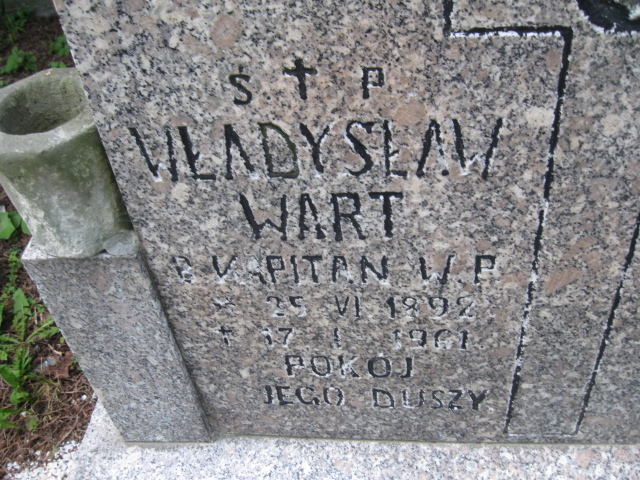 Ś † P
WŁADYSŁAW
WART
B. KAPITAN W.P.
* 25 VI 1892
† 17 I 1961
POKÓJ
JEGO DUSZY